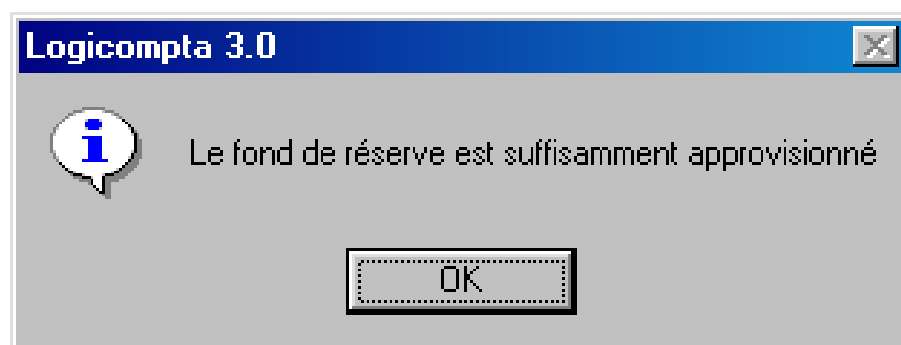 Logicompta 3.0
Le fond de réserve est suffisamment approvisionné
OK